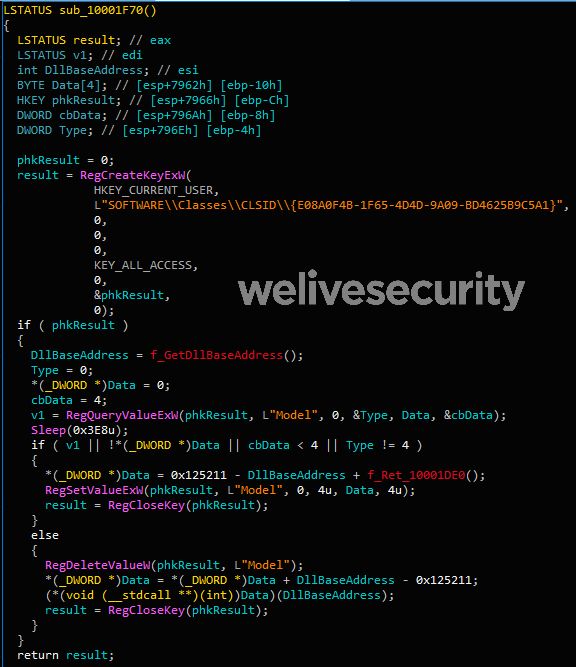 LSTATUS sub_10001F70()
{
LSTATUS result; // eax
LSTATUS v1; // edi
int DllBaseAddress; // esi
BYTE Data[4]; // [esp+7962h] [ebp-10h]
HKEY phkResult; // [esp+7966h] [ebp-Ch]
DWORD cbData; // [esp+796Ah] [ebp-8h]
DWORD Type; // [esp+796Eh] [ebp-4h]
phkResult = 0;
result = RegCreateKeyExW(
HKEY_CURRENT_USER,
L"SOFTWARE\\Classes\\CLSID\\{E08A0F4B-1F65-4D4D-9A09-BD4625B9C5A1}",
0,
0,
0,
KEY_ALL_ACCESS,
0,
&phkResult,
0);
welivesecurity
if ( phkResult )
{
DllBaseAddress = f_GetDllBaseAddress();
Type = 0;
*(_DWORD *)Data = 0;
cbData = 4;
v1 = RegQueryValueExW(phkResult, L"Model", 0, &Type, Data, &cbData);
Sleep(0x3E8u);
if ( v1 || !*(_DWORD *)Data || cbData < 4 || Type != 4 )
{
*(_DWORD *)Data = 0x125211 - DllBaseAddress + f_Ret_10001DE0();
RegSetValueExW(phkResult, L"Model", 0, 4u, Data, 4u);
result = RegCloseKey(phkResult);
}
else
{
RegDeleteValueW(phkResult, L"Model");
*(_DWORD *)Data = *(_DWORD *)Data + DllBaseAddress - 0x125211;
(*(void (__stdcall **)(int))Data)(DllBaseAddress);
result = RegCloseKey(phkResult);
}
}
return result;